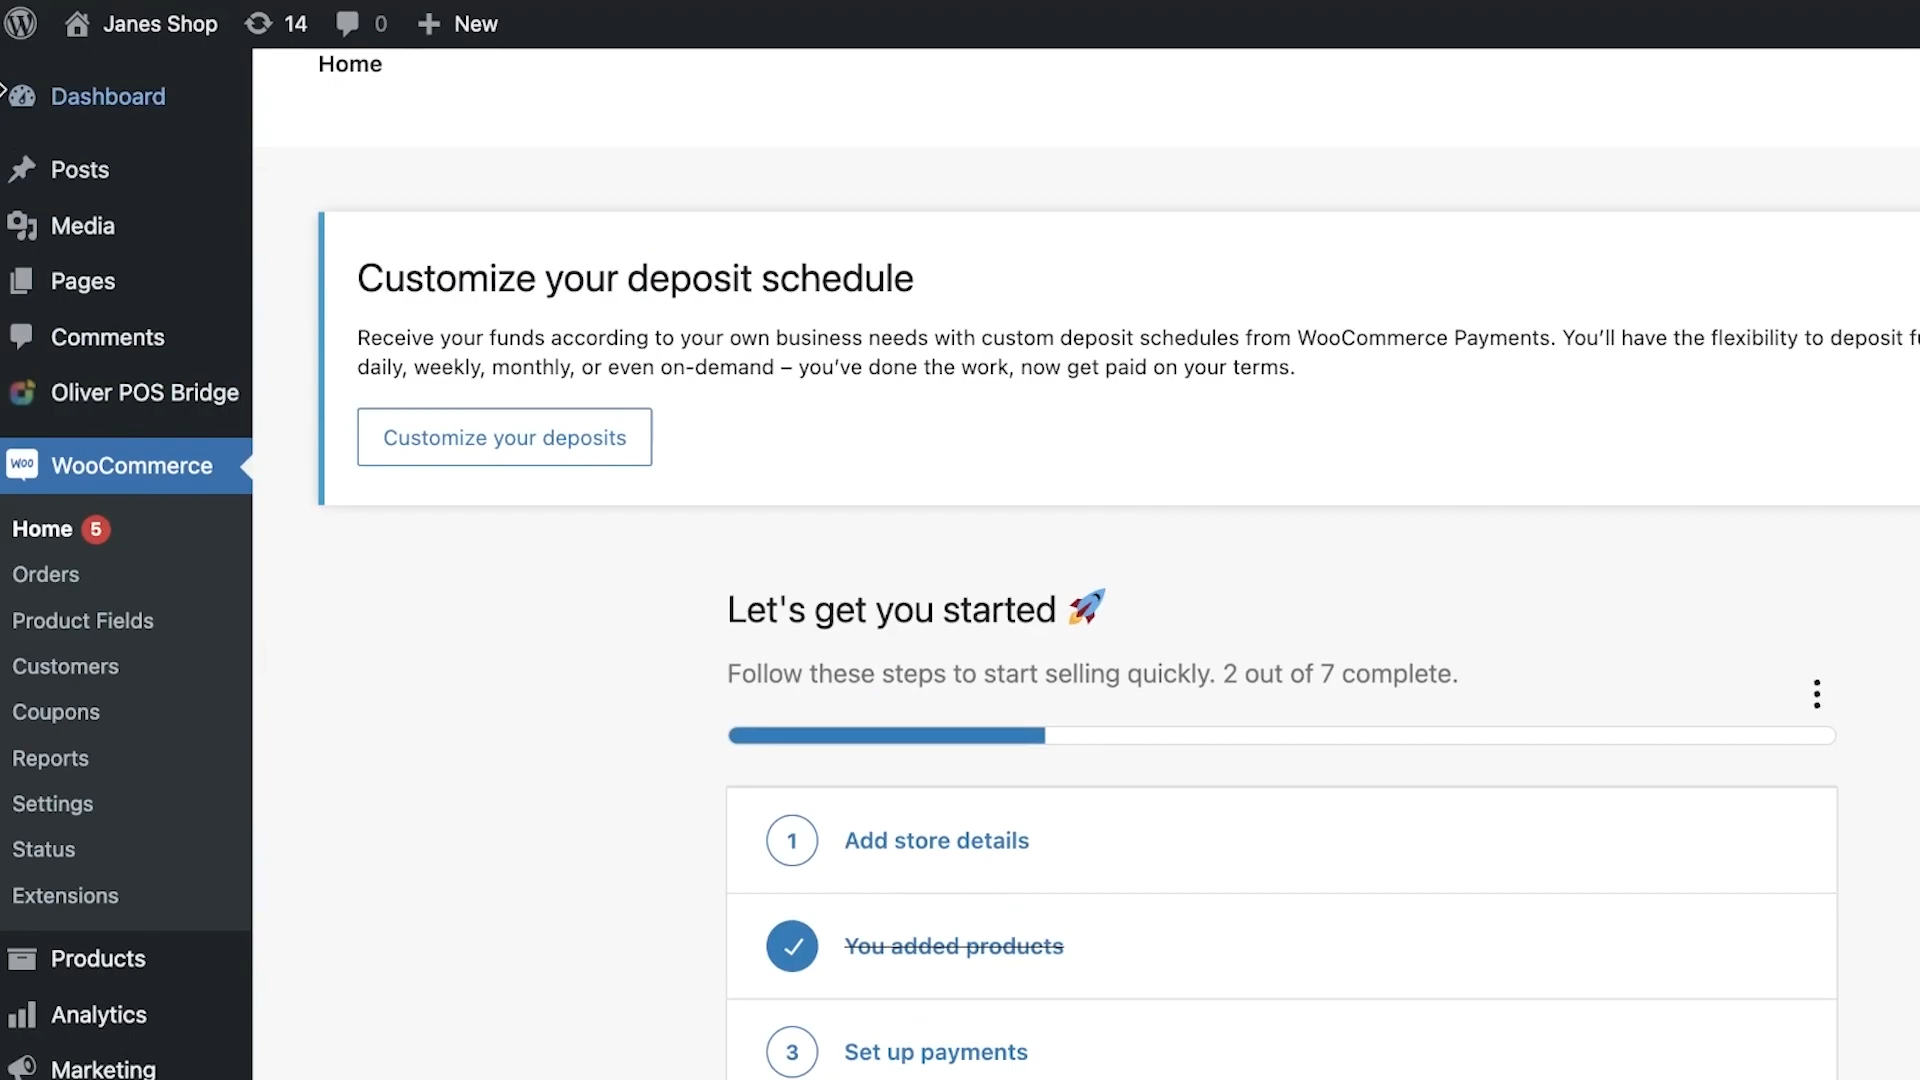 Janes Shop 14 0 New
Dashboard
Posts
Media
Pages
Comments
Oliver POS Bridge
WOO WooCommerce
Home 5
Orders
Product Fields
Customers
Coupons
Reports
Settings
Status
Extensions
Products
Analytics
Marketing
Home
Customize your deposit schedule
Receive your funds according to your own business needs with custom deposit schedules from WooCommerce Payments. You’ll have the flexibility to deposit
daily, weekly, monthly, or even on-demand – you’ve done the work, now get paid on your terms.
Customize your deposits
Let's get you started 🚀
Follow these steps to start selling quickly. 2 out of 7 complete.
1 Add store details
You added products
3 Set up payments